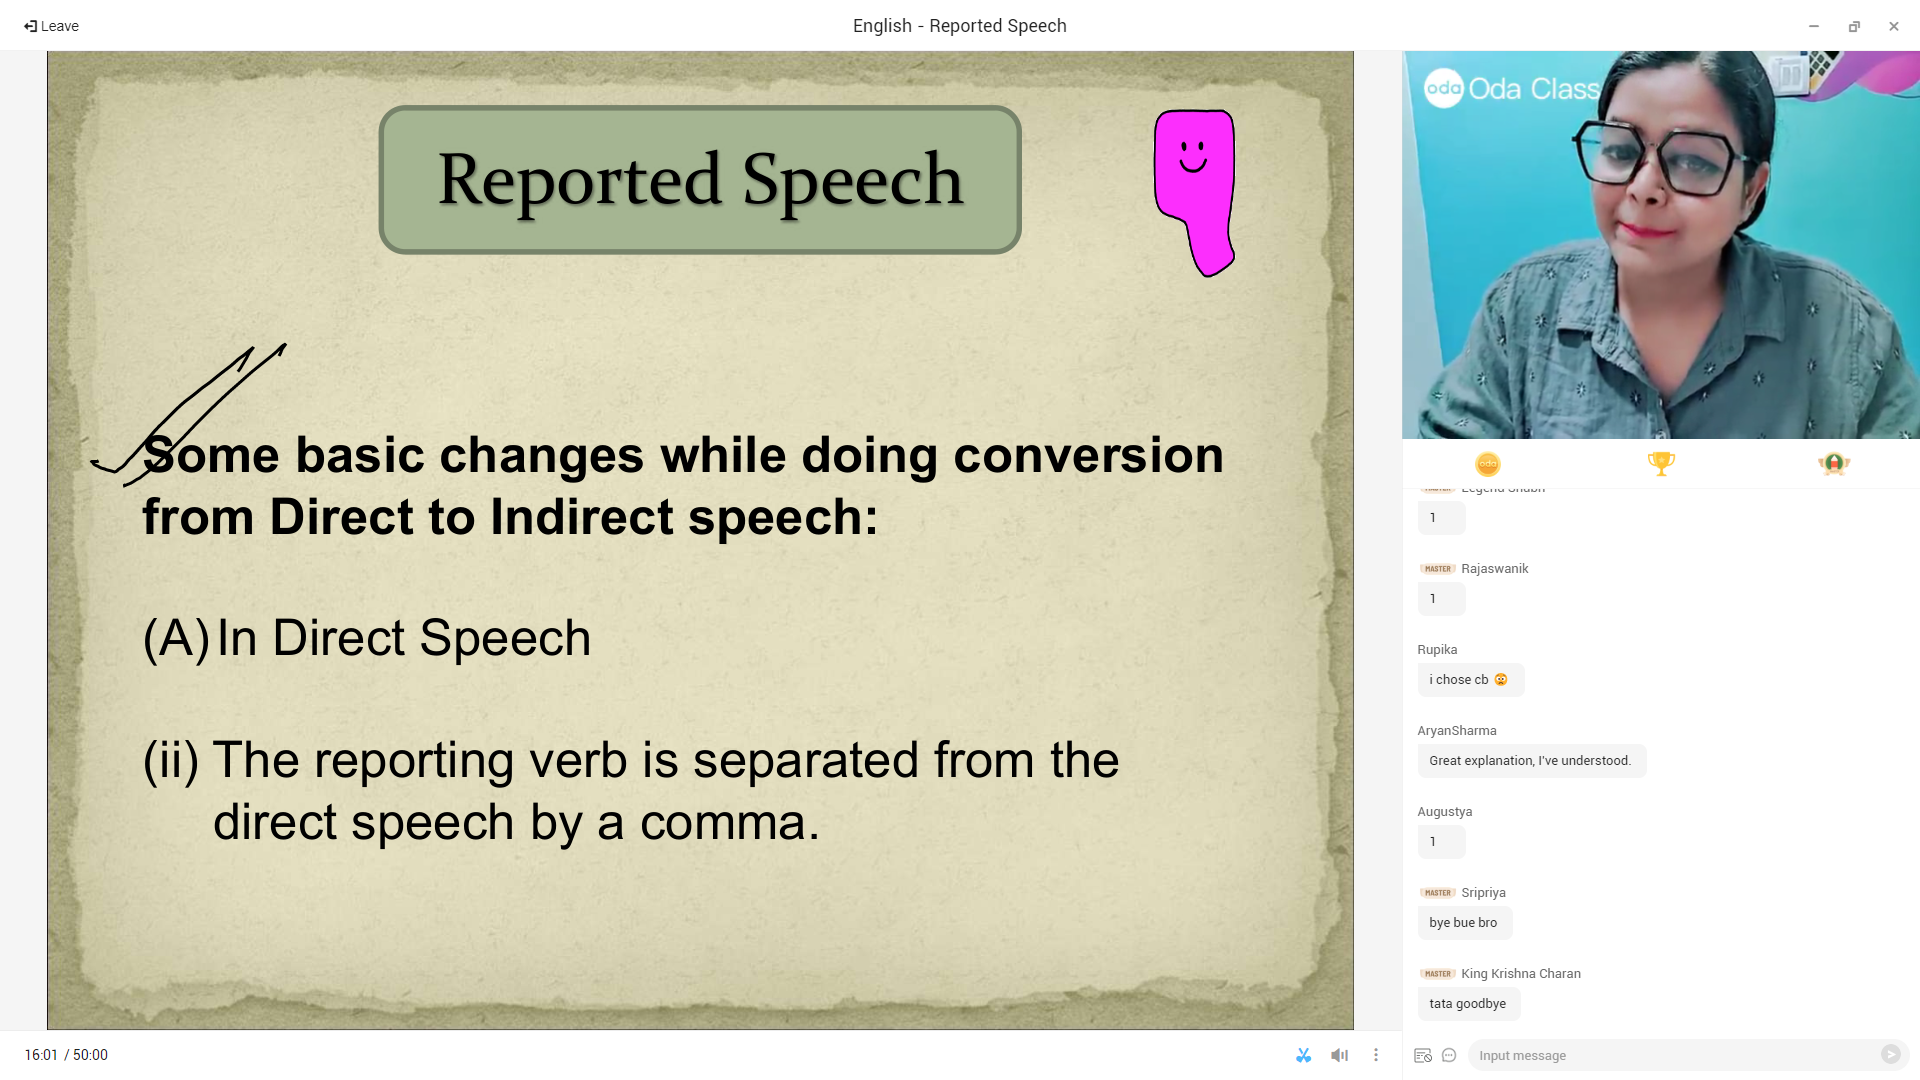 Leave
English - Reported Speech
Reported Speech
Some basic changes while doing conversion
from Direct to Indirect speech:
(A) In Direct Speech
(ii) The reporting verb is separated from the
direct speech by a comma.
16:01 / 50:00
oda Oda Class
oda
1
MASTER Rajaswanik
1
Rupika
i chose cb 😨
AryanSharma
Great explanation, I've understood.
Augustya
1
MASTER Sripriya
bye bue bro
MASTER King Krishna Charan
tata goodbye
Input message